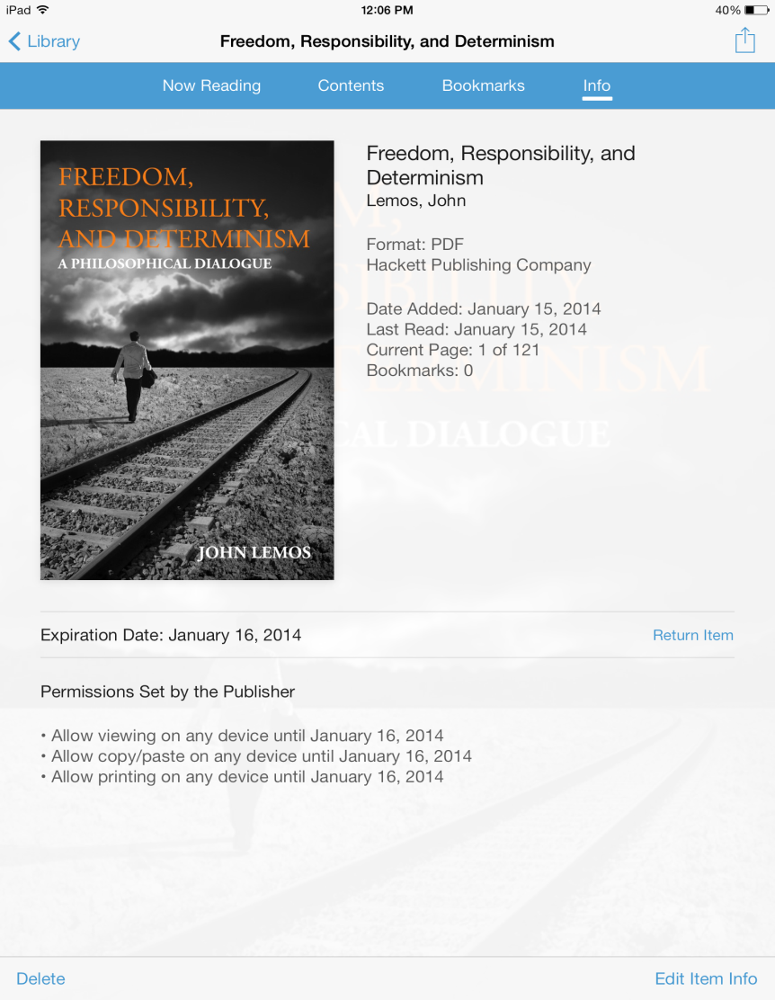 iPad 12:06 PM 40%
Library Freedom, Responsibility, and Determinism
Now Reading Contents Bookmarks Info
FREEDOM,
RESPONSIBILITY,
AND DETERMINISM
A PHILOSOPHICAL DIALOGUE
JOHN LEMOS
Freedom, Responsibility, and
Determinism
Lemos, John
Format: PDF
Hackett Publishing Company
Date Added: January 15, 2014
Last Read: January 15, 2014
Current Page: 1 of 121
Bookmarks: 0
M,
SIBILITY,
TERMINISM
CAL DIALOGUE
Expiration Date: January 16, 2014 Return Item
Permissions Set by the Publisher
• Allow viewing on any device until January 16, 2014
• Allow copy/paste on any device until January 16, 2014
• Allow printing on any device until January 16, 2014
Delete Edit Item Info